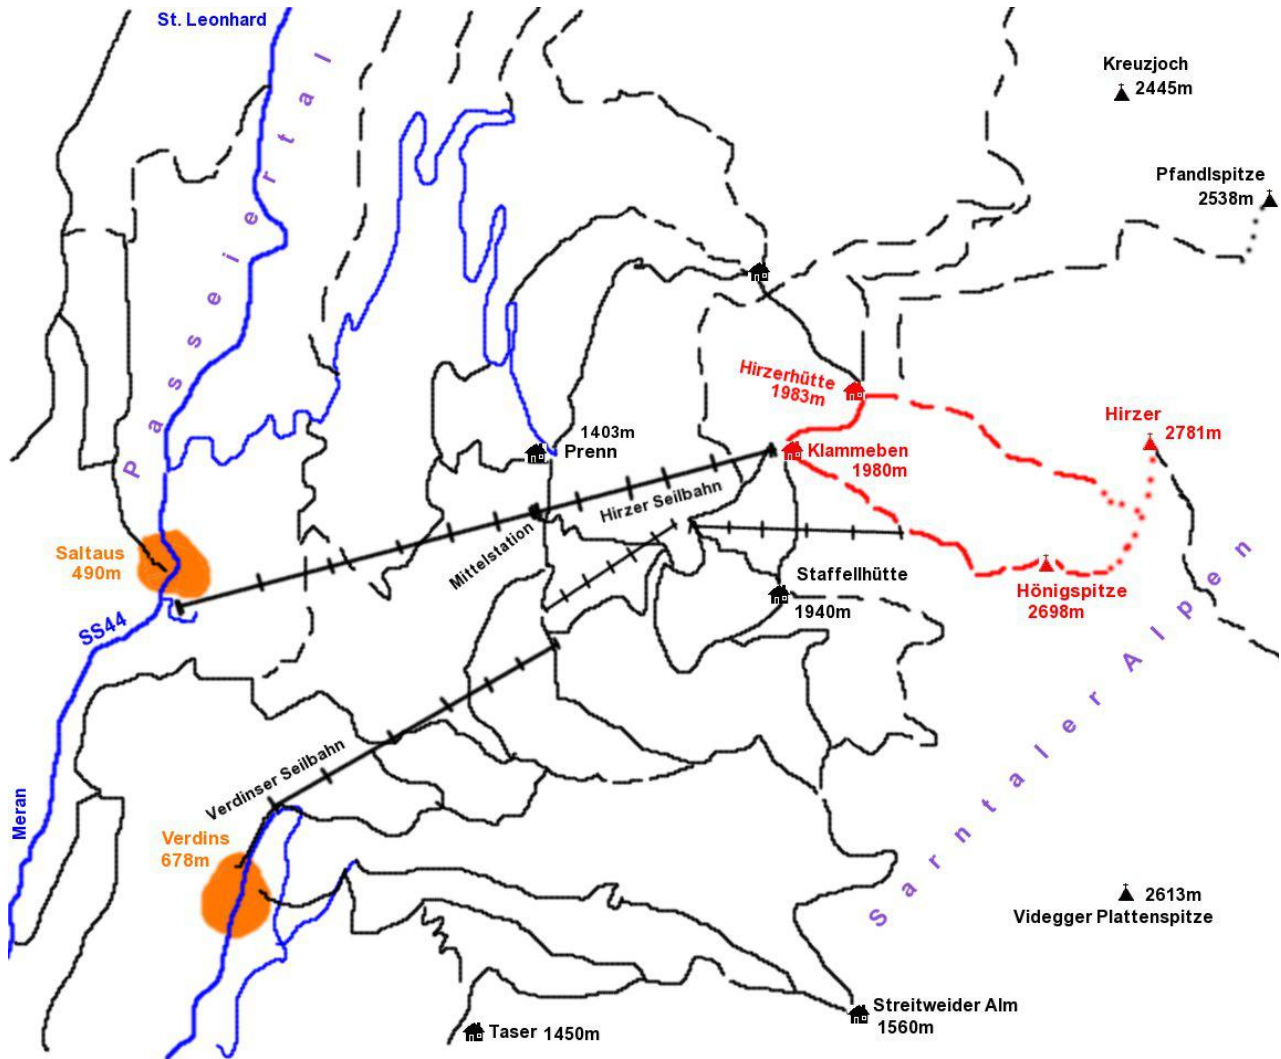 St. Leonhard
Passeiertal
Kreuzjoch
2445m
Pfandlspitze
2538m
Hirzerhütte
1983m
Hirzer
2781m
1403m
Prenn
Klammeben
1980m
Hirzer Seilbahn
Mittelstation
Saltaus
490m
Staffellhütte
1940m
Hönigspitze
2698m
SS44
Sarntaler Alpen
Meran
Verdinser Seilbahn
Verdins
678m
2613m
Videgger Plattenspitze
Streitweider Alm
1560m
Taser 1450m